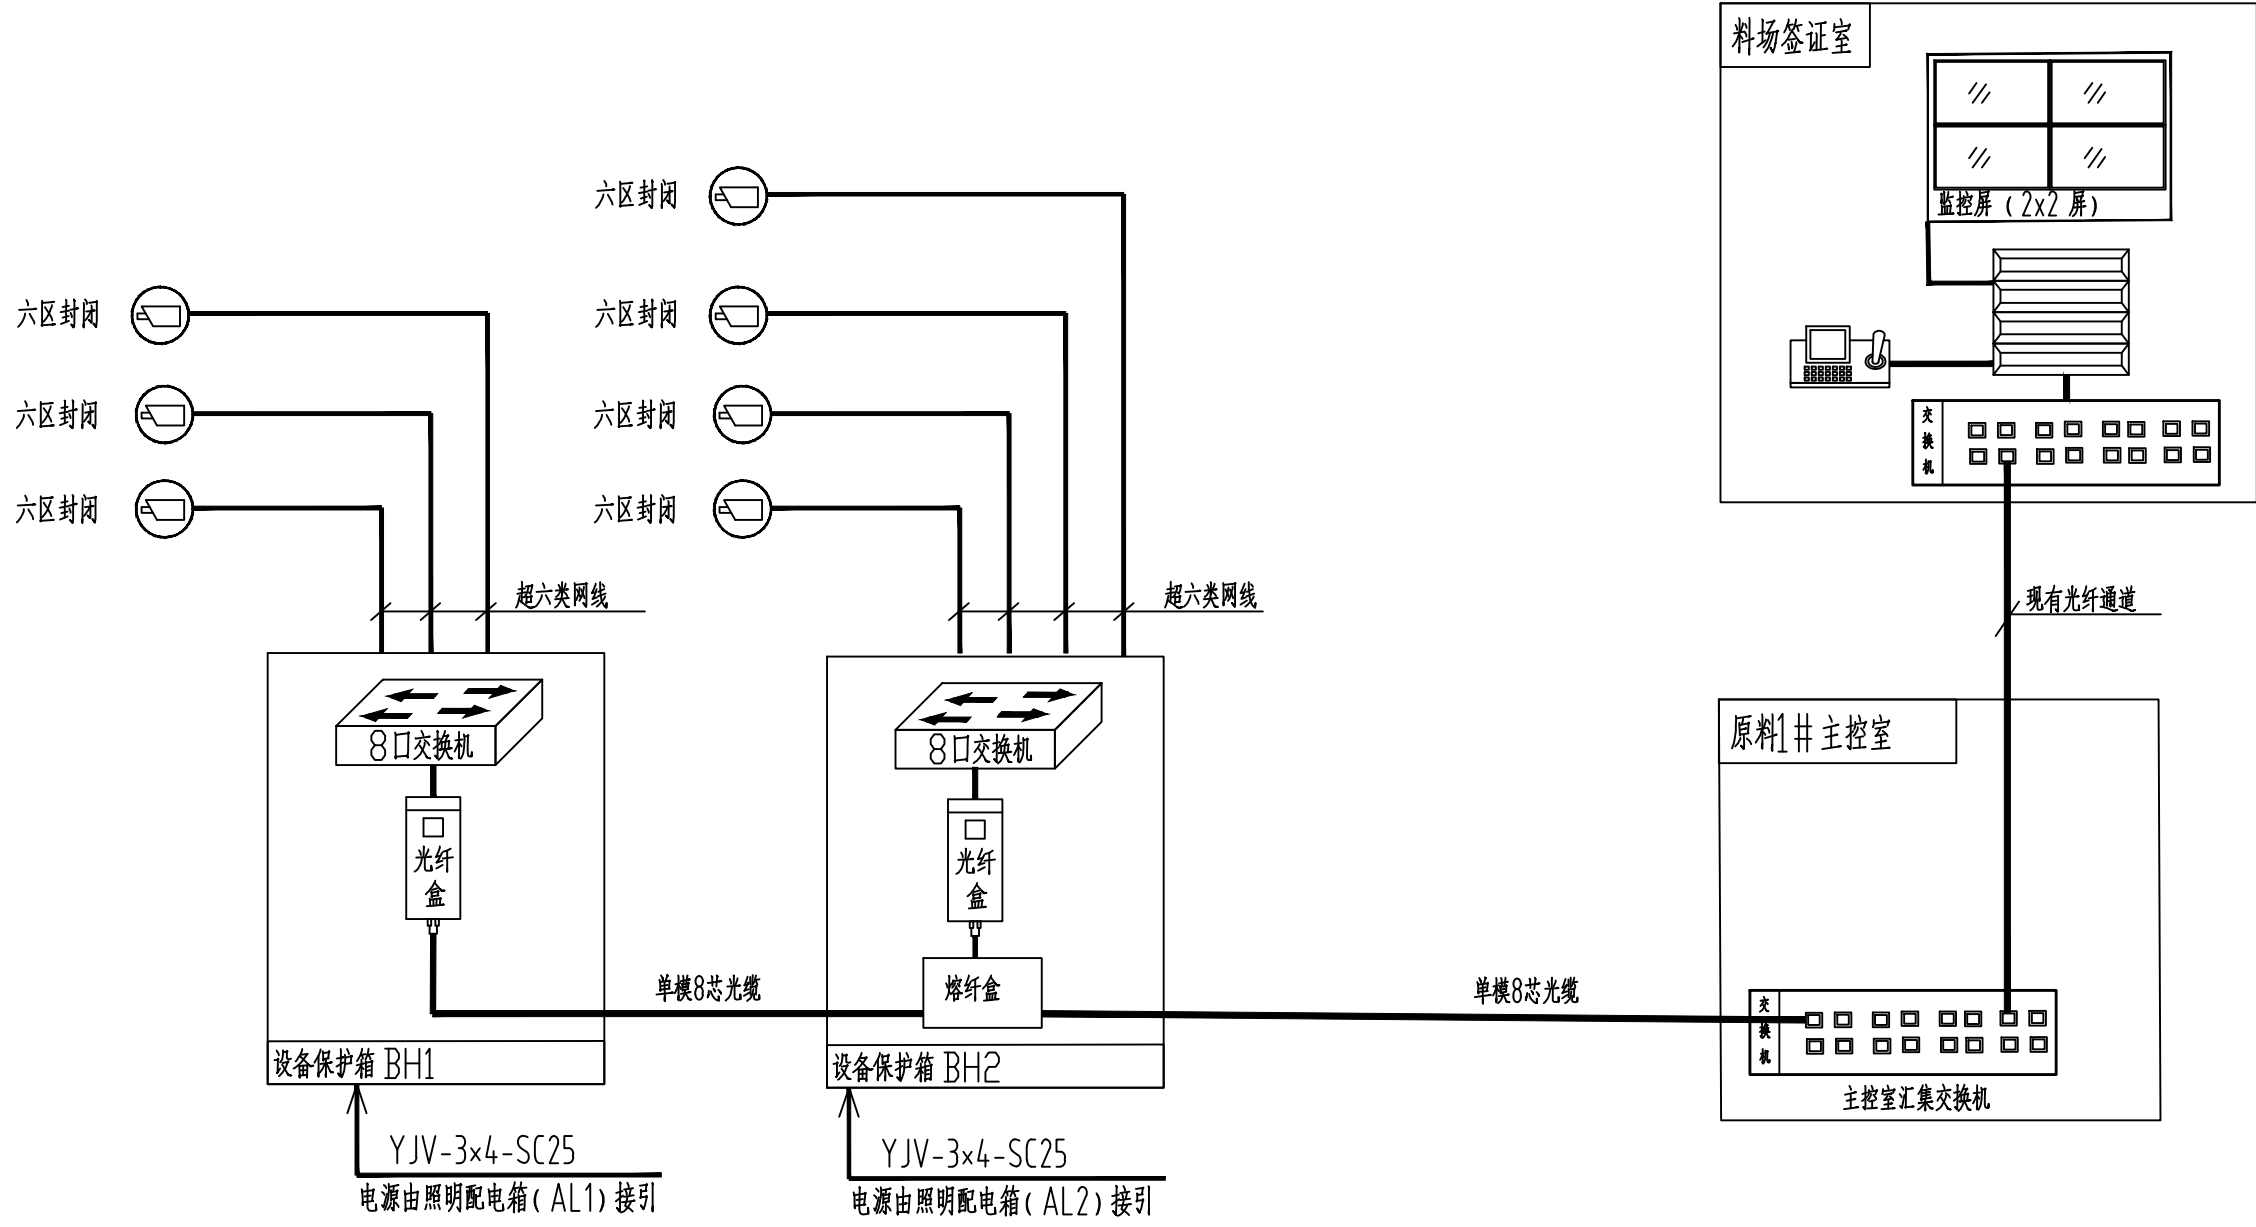 料场签证室
监控屏（2x2 屏）
六区封闭
六区封闭
六区封闭
六区封闭
六区封闭
六区封闭
六区封闭
交换机
超六类网线
超六类网线
现有光纤通道
8口交换机
8口交换机
原料1#主控室
光纤
盒
光纤
盒
单模8芯光缆
熔纤盒
单模8芯光缆
交换机
设备保护箱 BH1
设备保护箱 BH2
主控室汇集交换机
YJV-3x4-SC25
电源由照明配电箱（AL1）接引
YJV-3x4-SC25
电源由照明配电箱（AL2）接引